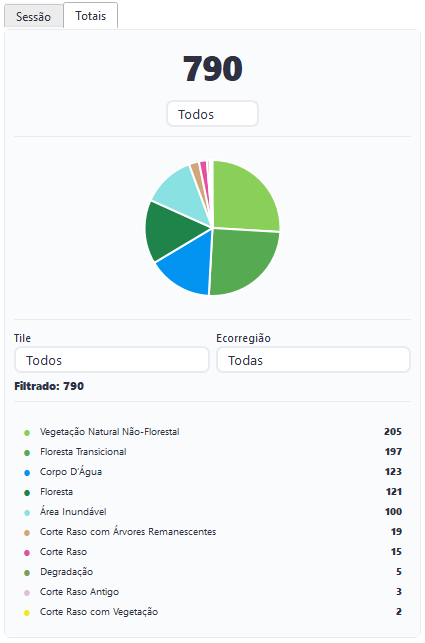 Sessão Totais
790
Todos
Tile Ecorregião
Todos Todas
Filtrado: 790
Vegetação Natural Não-Florestal 205
Floresta Transicional 197
Corpo D'Água 123
Floresta 121
Área Inundável 100
Corte Raso com Árvores Remanescentes 19
Corte Raso 15
Degradação 5
Corte Raso Antigo 3
Corte Raso com Vegetação 2